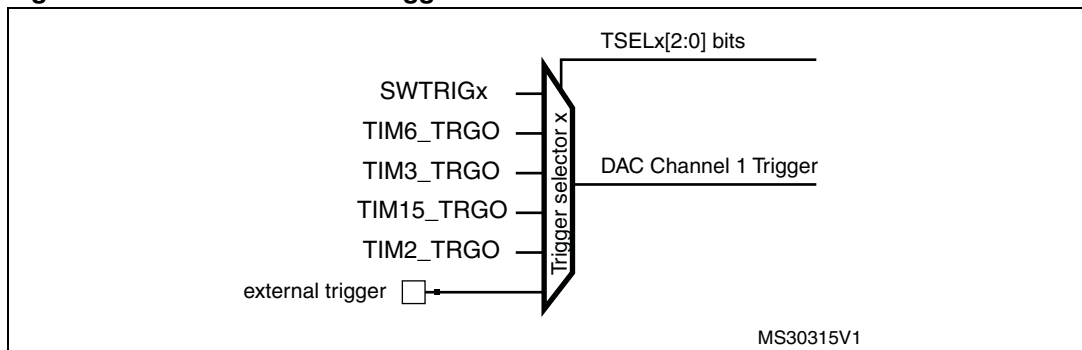 TSELx[2:0] bits
SWTRIGx
TIM6_TRGO
TIM3_TRGO
TIM15_TRGO
TIM2_TRGO
external trigger
Trigger selector x
DAC Channel 1 Trigger
MS30315V1